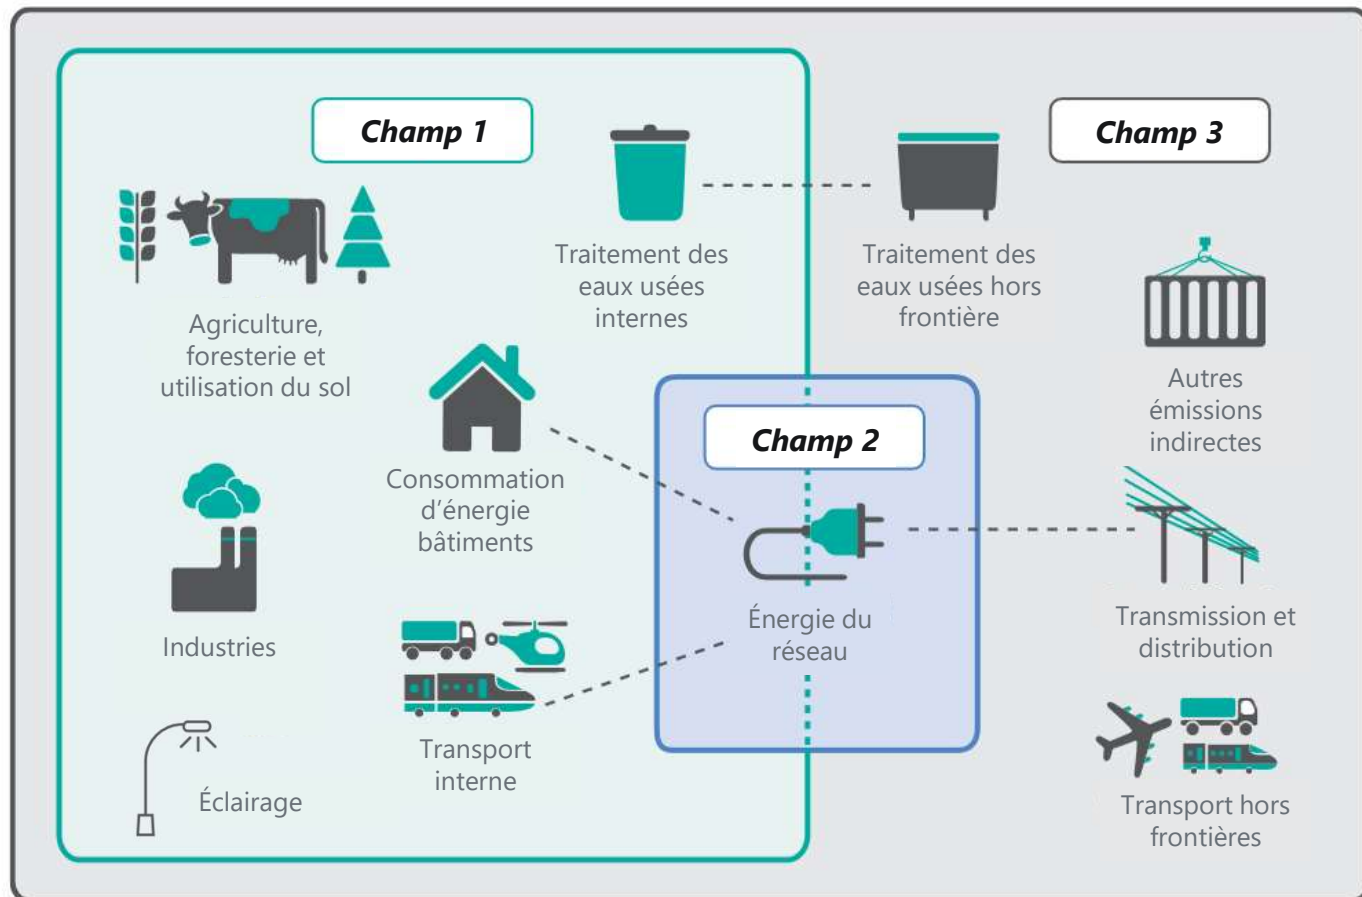 Champ 1
Champ 3
Traitement des
eaux usées
internes
Traitement des
eaux usées hors
frontière
Agriculture,
foresterie et
utilisation du sol
Autres
émissions
indirectes
Champ 2
Consommation
d'énergie
bâtiments
Énergie du
réseau
Transmission et
distribution
Industries
Transport
interne
Éclairage
Transport hors
frontières